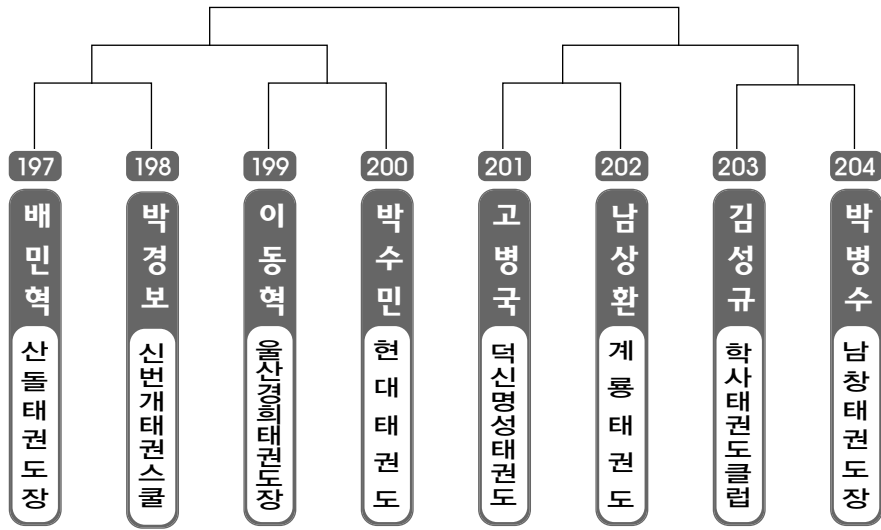 197
배민혁
산돌태권도장
198
박경보
신번개태권스쿨
199
이동혁
울산경희태권도장
200
박수민
현대태권도
201
고병국
덕신명성태권도
202
남상환
계룡태권도
203
김성규
학사태권도클럽
204
박병수
남창태권도장